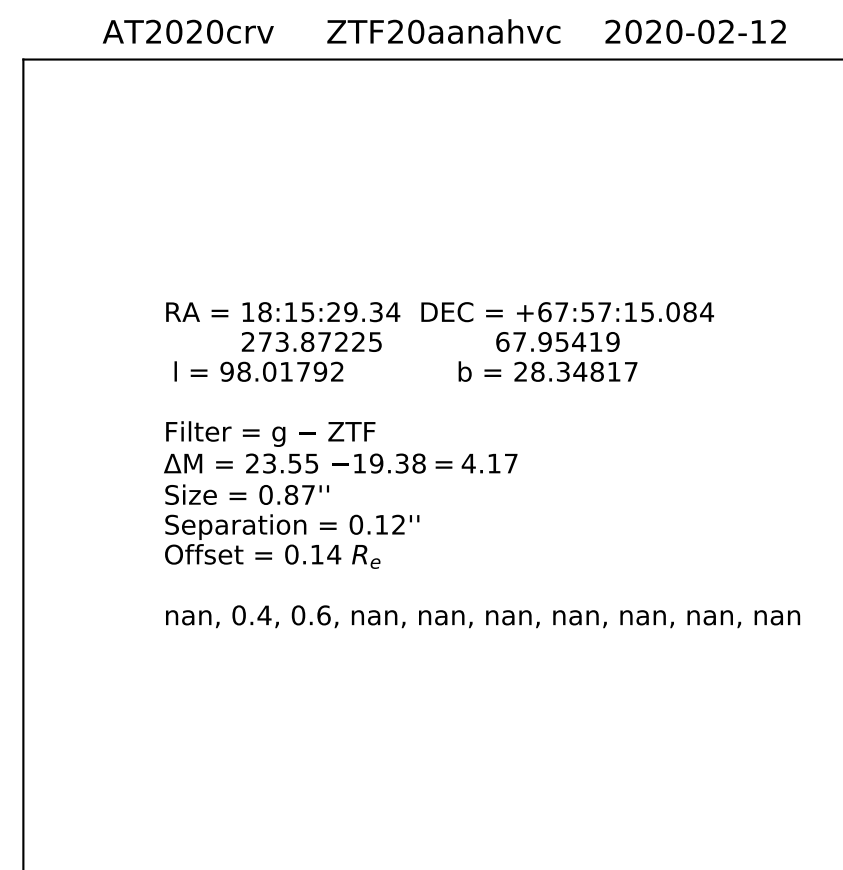 AT2020crv ZTF20aanahvc 2020-02-12
RA = 18:15:29.34 DEC = +67:57:15.084
273.87225 67.95419
l = 98.01792 b = 28.34817
Filter = g − ZTF
ΔM = 23.55 −19.38 = 4.17
Size = 0.87''
Separation = 0.12''
Offset = 0.14 Re
nan, 0.4, 0.6, nan, nan, nan, nan, nan, nan, nan